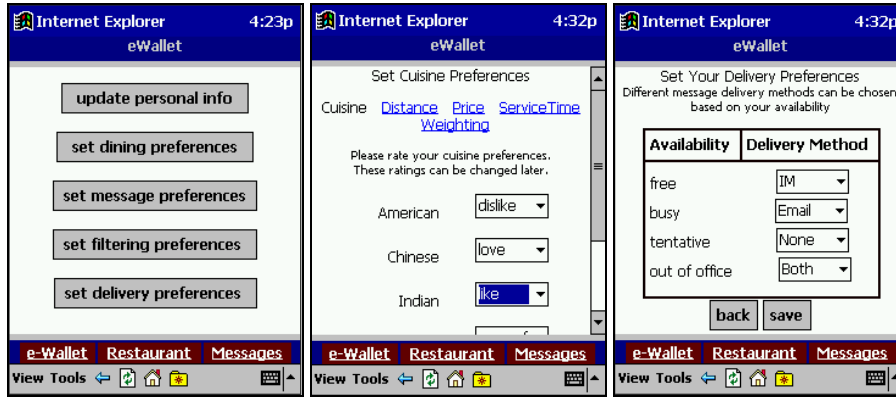 Internet Explorer 4:23p
eWallet
update personal info
set dining preferences
set message preferences
set filtering preferences
set delivery preferences
e-Wallet Restaurant Messages
View Tools
Internet Explorer 4:32p
eWallet
Set Cuisine Preferences
Cuisine Distance Price ServiceTime
Weighting
Please rate your cuisine preferences.
These ratings can be changed later.
American dislike
Chinese love
Indian like
e-Wallet Restaurant Messages
View Tools
Internet Explorer 4:32p
eWallet
Set Your Delivery Preferences
Different message delivery methods can be chosen
based on your availability
Availability Delivery Method
free IM
busy Email
tentative None
out of office Both
back save
e-Wallet Restaurant Messages
View Tools